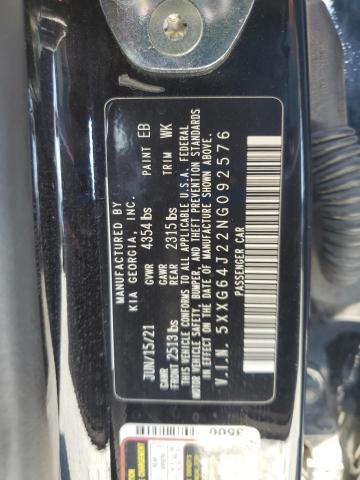 MANUFACTURED BY
KIA GEORGIA, INC.
JUN/15/21 GVWR 4354 lbs PAINT EB
GAWR FRONT 2513 lbs GAWR REAR 2315 lbs TRIM WK
THIS VEHICLE CONFORMS TO ALL APPLICABLE U.S.A. FEDERAL
MOTOR VEHICLE SAFETY, BUMPER, AND THEFT PREVENTION STANDARDS
IN EFFECT ON THE DATE OF MANUFACTURE SHOWN ABOVE.
V.I.N. 5XXG64J22NG092576
PASSENGER CAR
3500